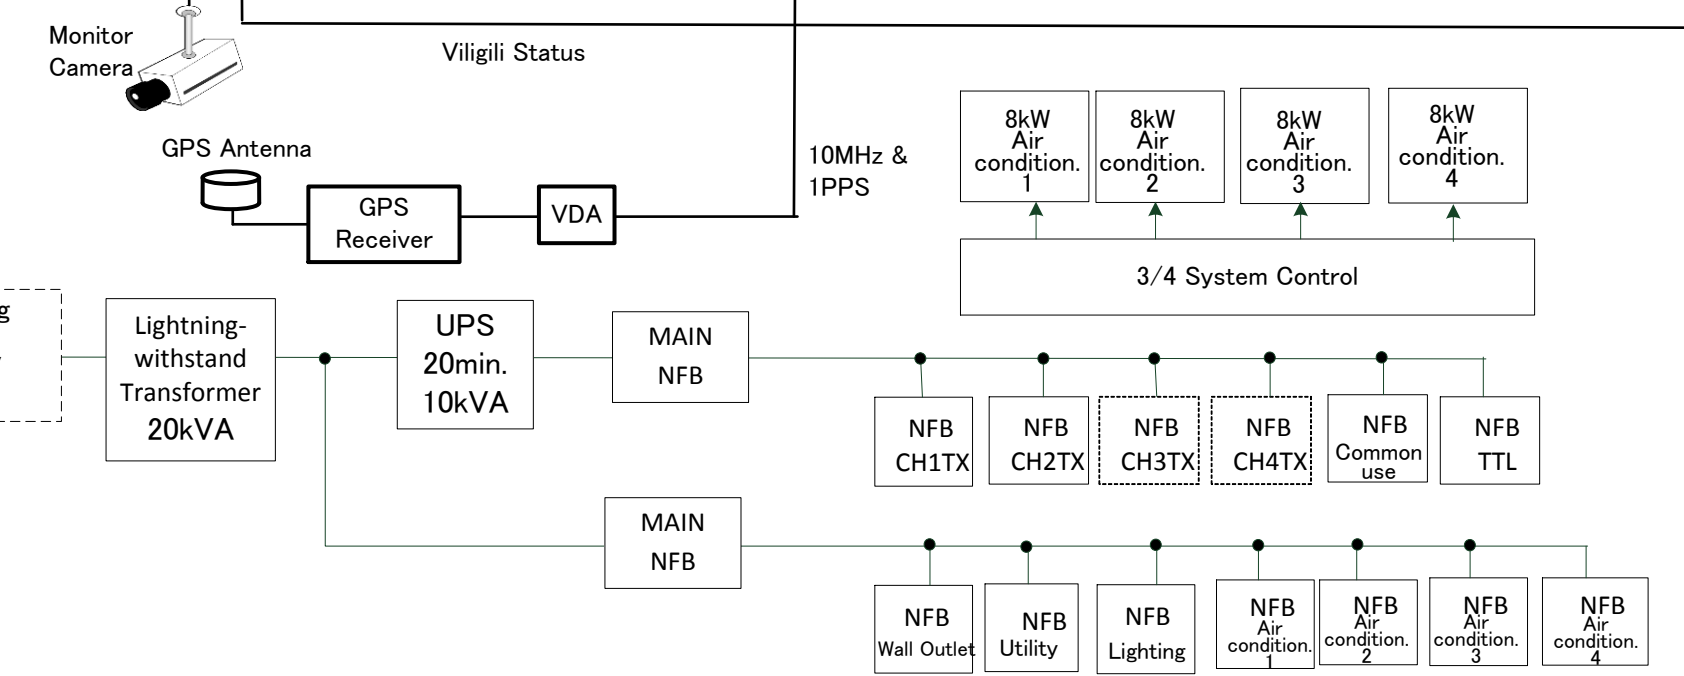 Monitor
Camera
Viligili Status
GPS Antenna
GPS
Receiver
VDA
10MHz &
1PPS
8kW
Air
condition.
1
8kW
Air
condition.
2
8kW
Air
condition.
3
8kW
Air
condition.
4
3/4 System Control
Lightning-
withstand
Transformer
20kVA
UPS
20min.
10kVA
MAIN
NFB
NFB
CH1TX
NFB
CH2TX
NFB
CH3TX
NFB
CH4TX
NFB
Common
use
NFB
TTL
MAIN
NFB
NFB
Wall Outlet
NFB
Utility
NFB
Lighting
NFB
Air
condition.
1
NFB
Air
condition.
2
NFB
Air
condition.
3
NFB
Air
condition.
4